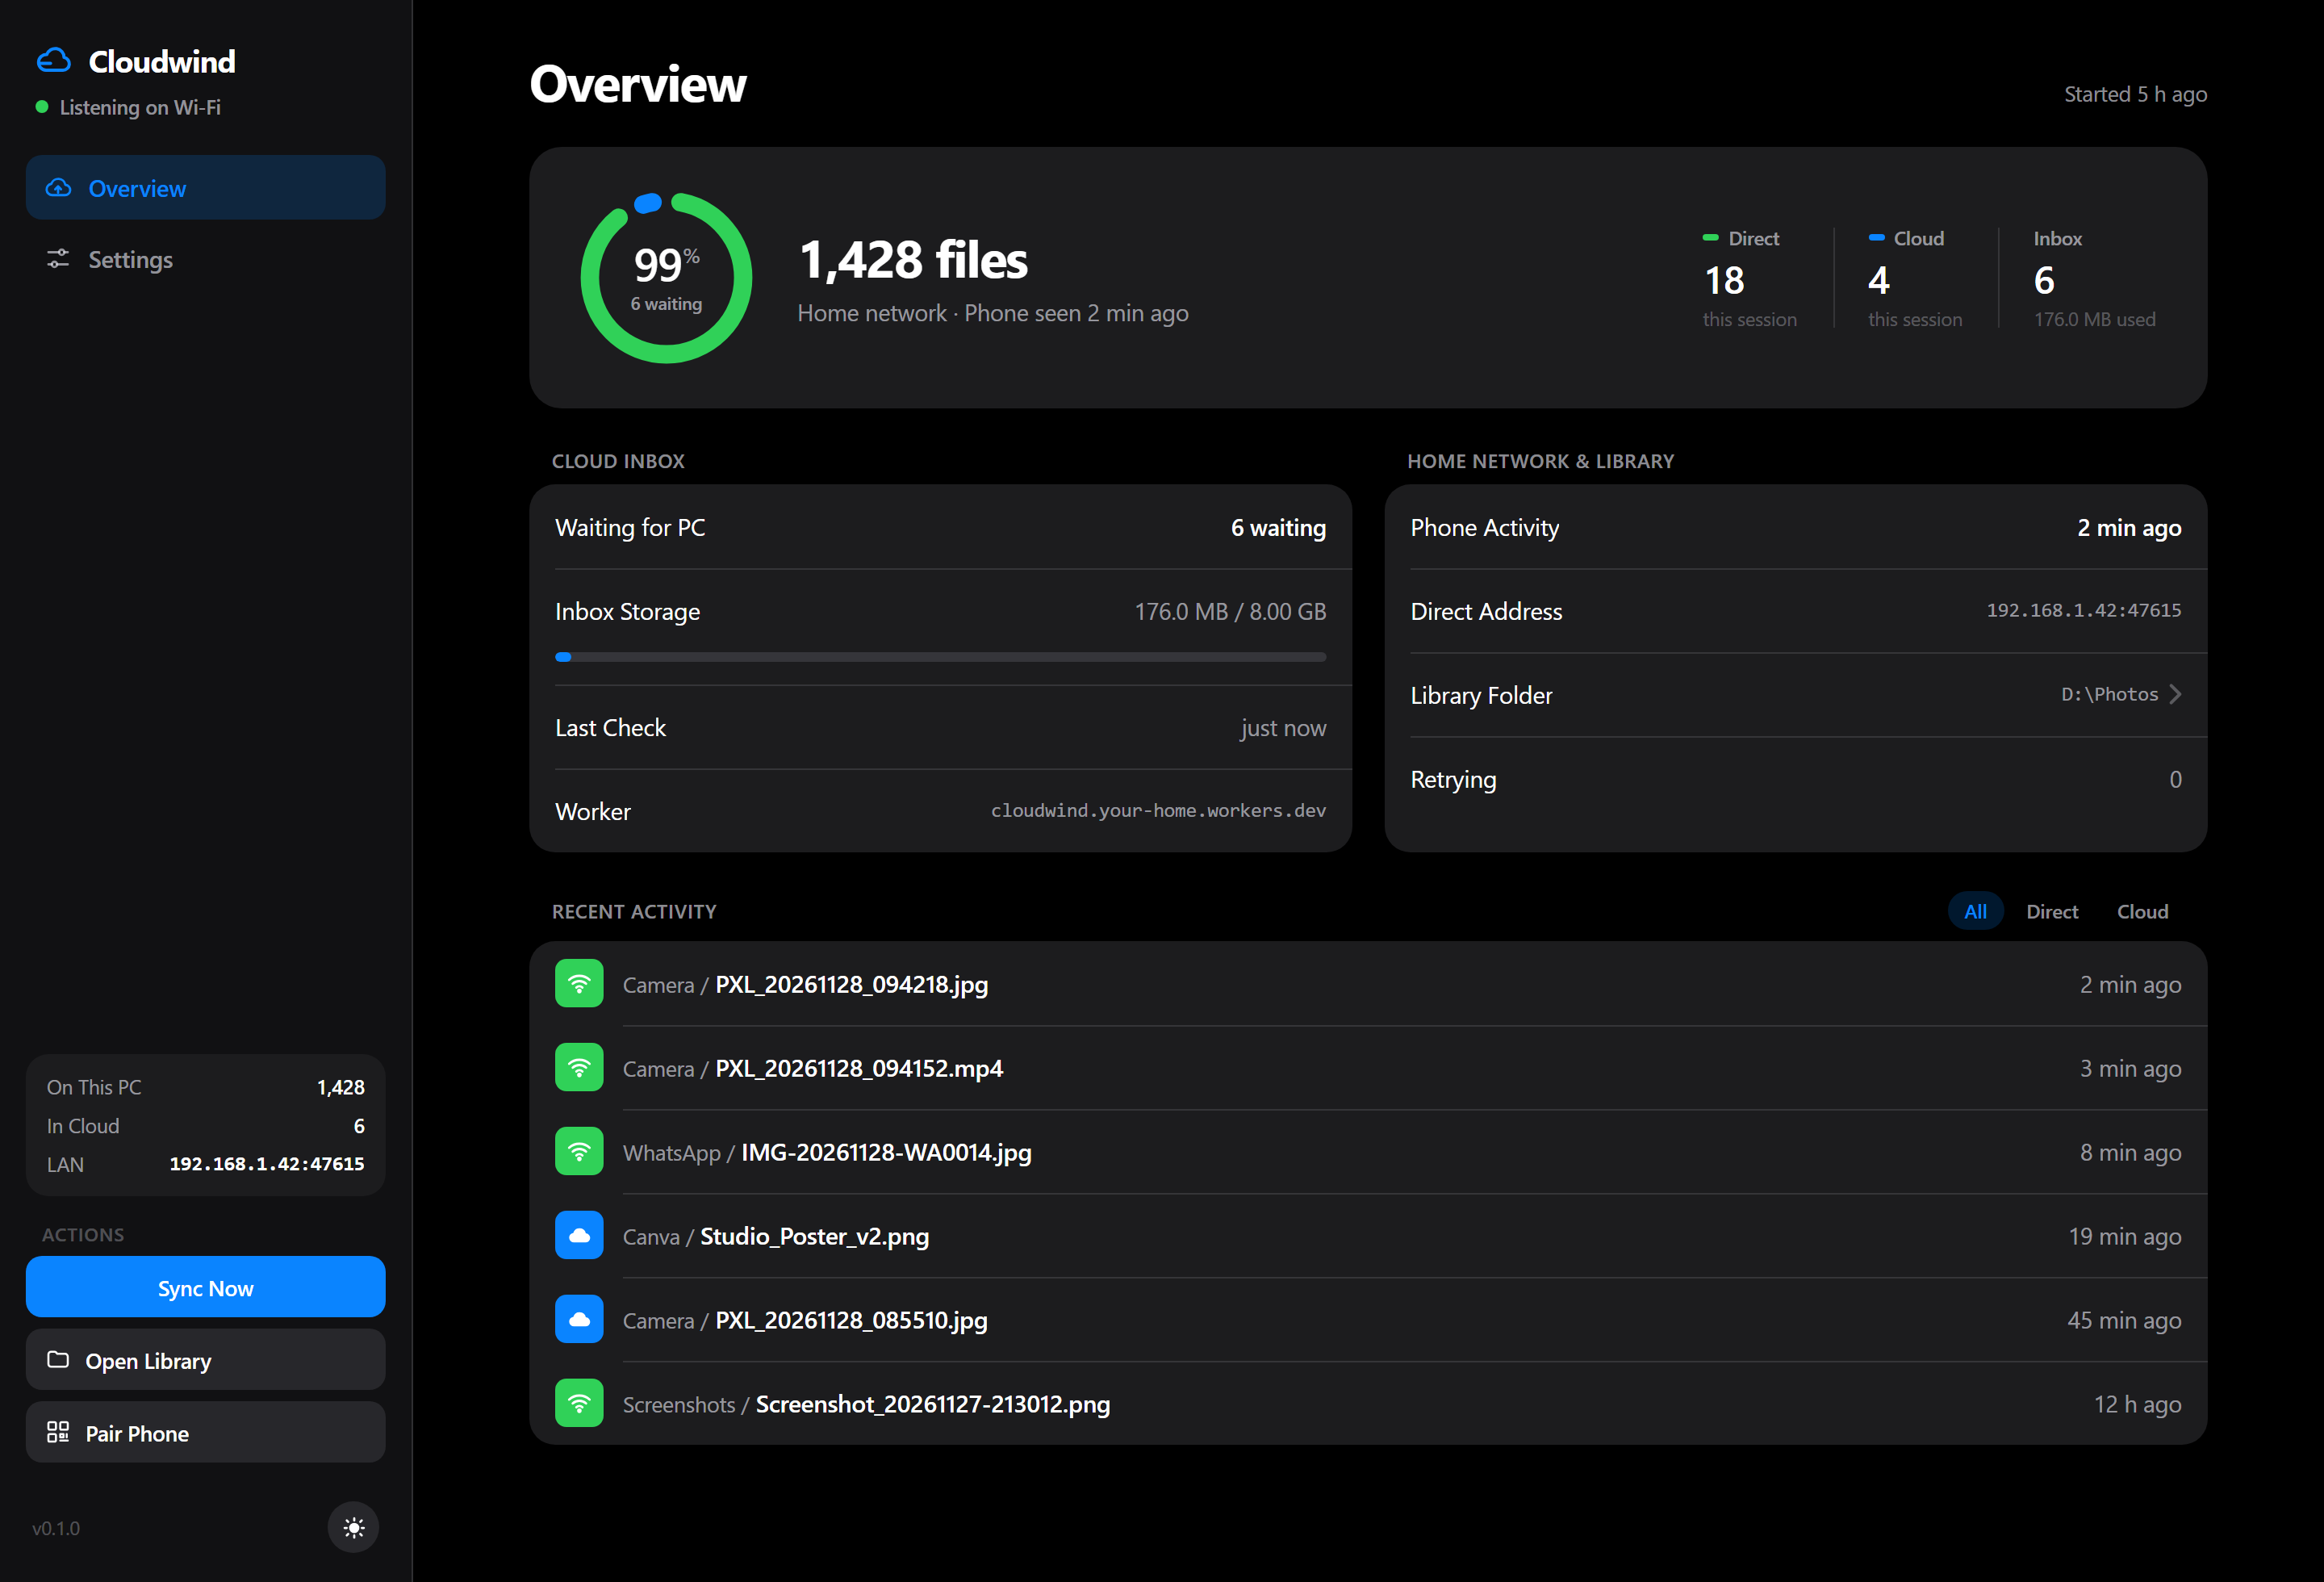 Cloudwind
Listening on Wi-Fi
Overview
Settings
On This PC 1,428
In Cloud 6
LAN 192.168.1.42:47615
ACTIONS
Sync Now
Open Library
Pair Phone
v0.1.0
Overview
Started 5 h ago
99%
6 waiting
1,428 files
Home network · Phone seen 2 min ago
Direct
18
this session
Cloud
4
this session
Inbox
6
176.0 MB used
CLOUD INBOX
Waiting for PC 6 waiting
Inbox Storage 176.0 MB / 8.00 GB
Last Check just now
Worker cloudwind.your-home.workers.dev
HOME NETWORK & LIBRARY
Phone Activity 2 min ago
Direct Address 192.168.1.42:47615
Library Folder D:\Photos
Retrying 0
RECENT ACTIVITY
All Direct Cloud
Camera / PXL_20261128_094218.jpg 2 min ago
Camera / PXL_20261128_094152.mp4 3 min ago
WhatsApp / IMG-20261128-WA0014.jpg 8 min ago
Canva / Studio_Poster_v2.png 19 min ago
Camera / PXL_20261128_085510.jpg 45 min ago
Screenshots / Screenshot_20261127-213012.png 12 h ago